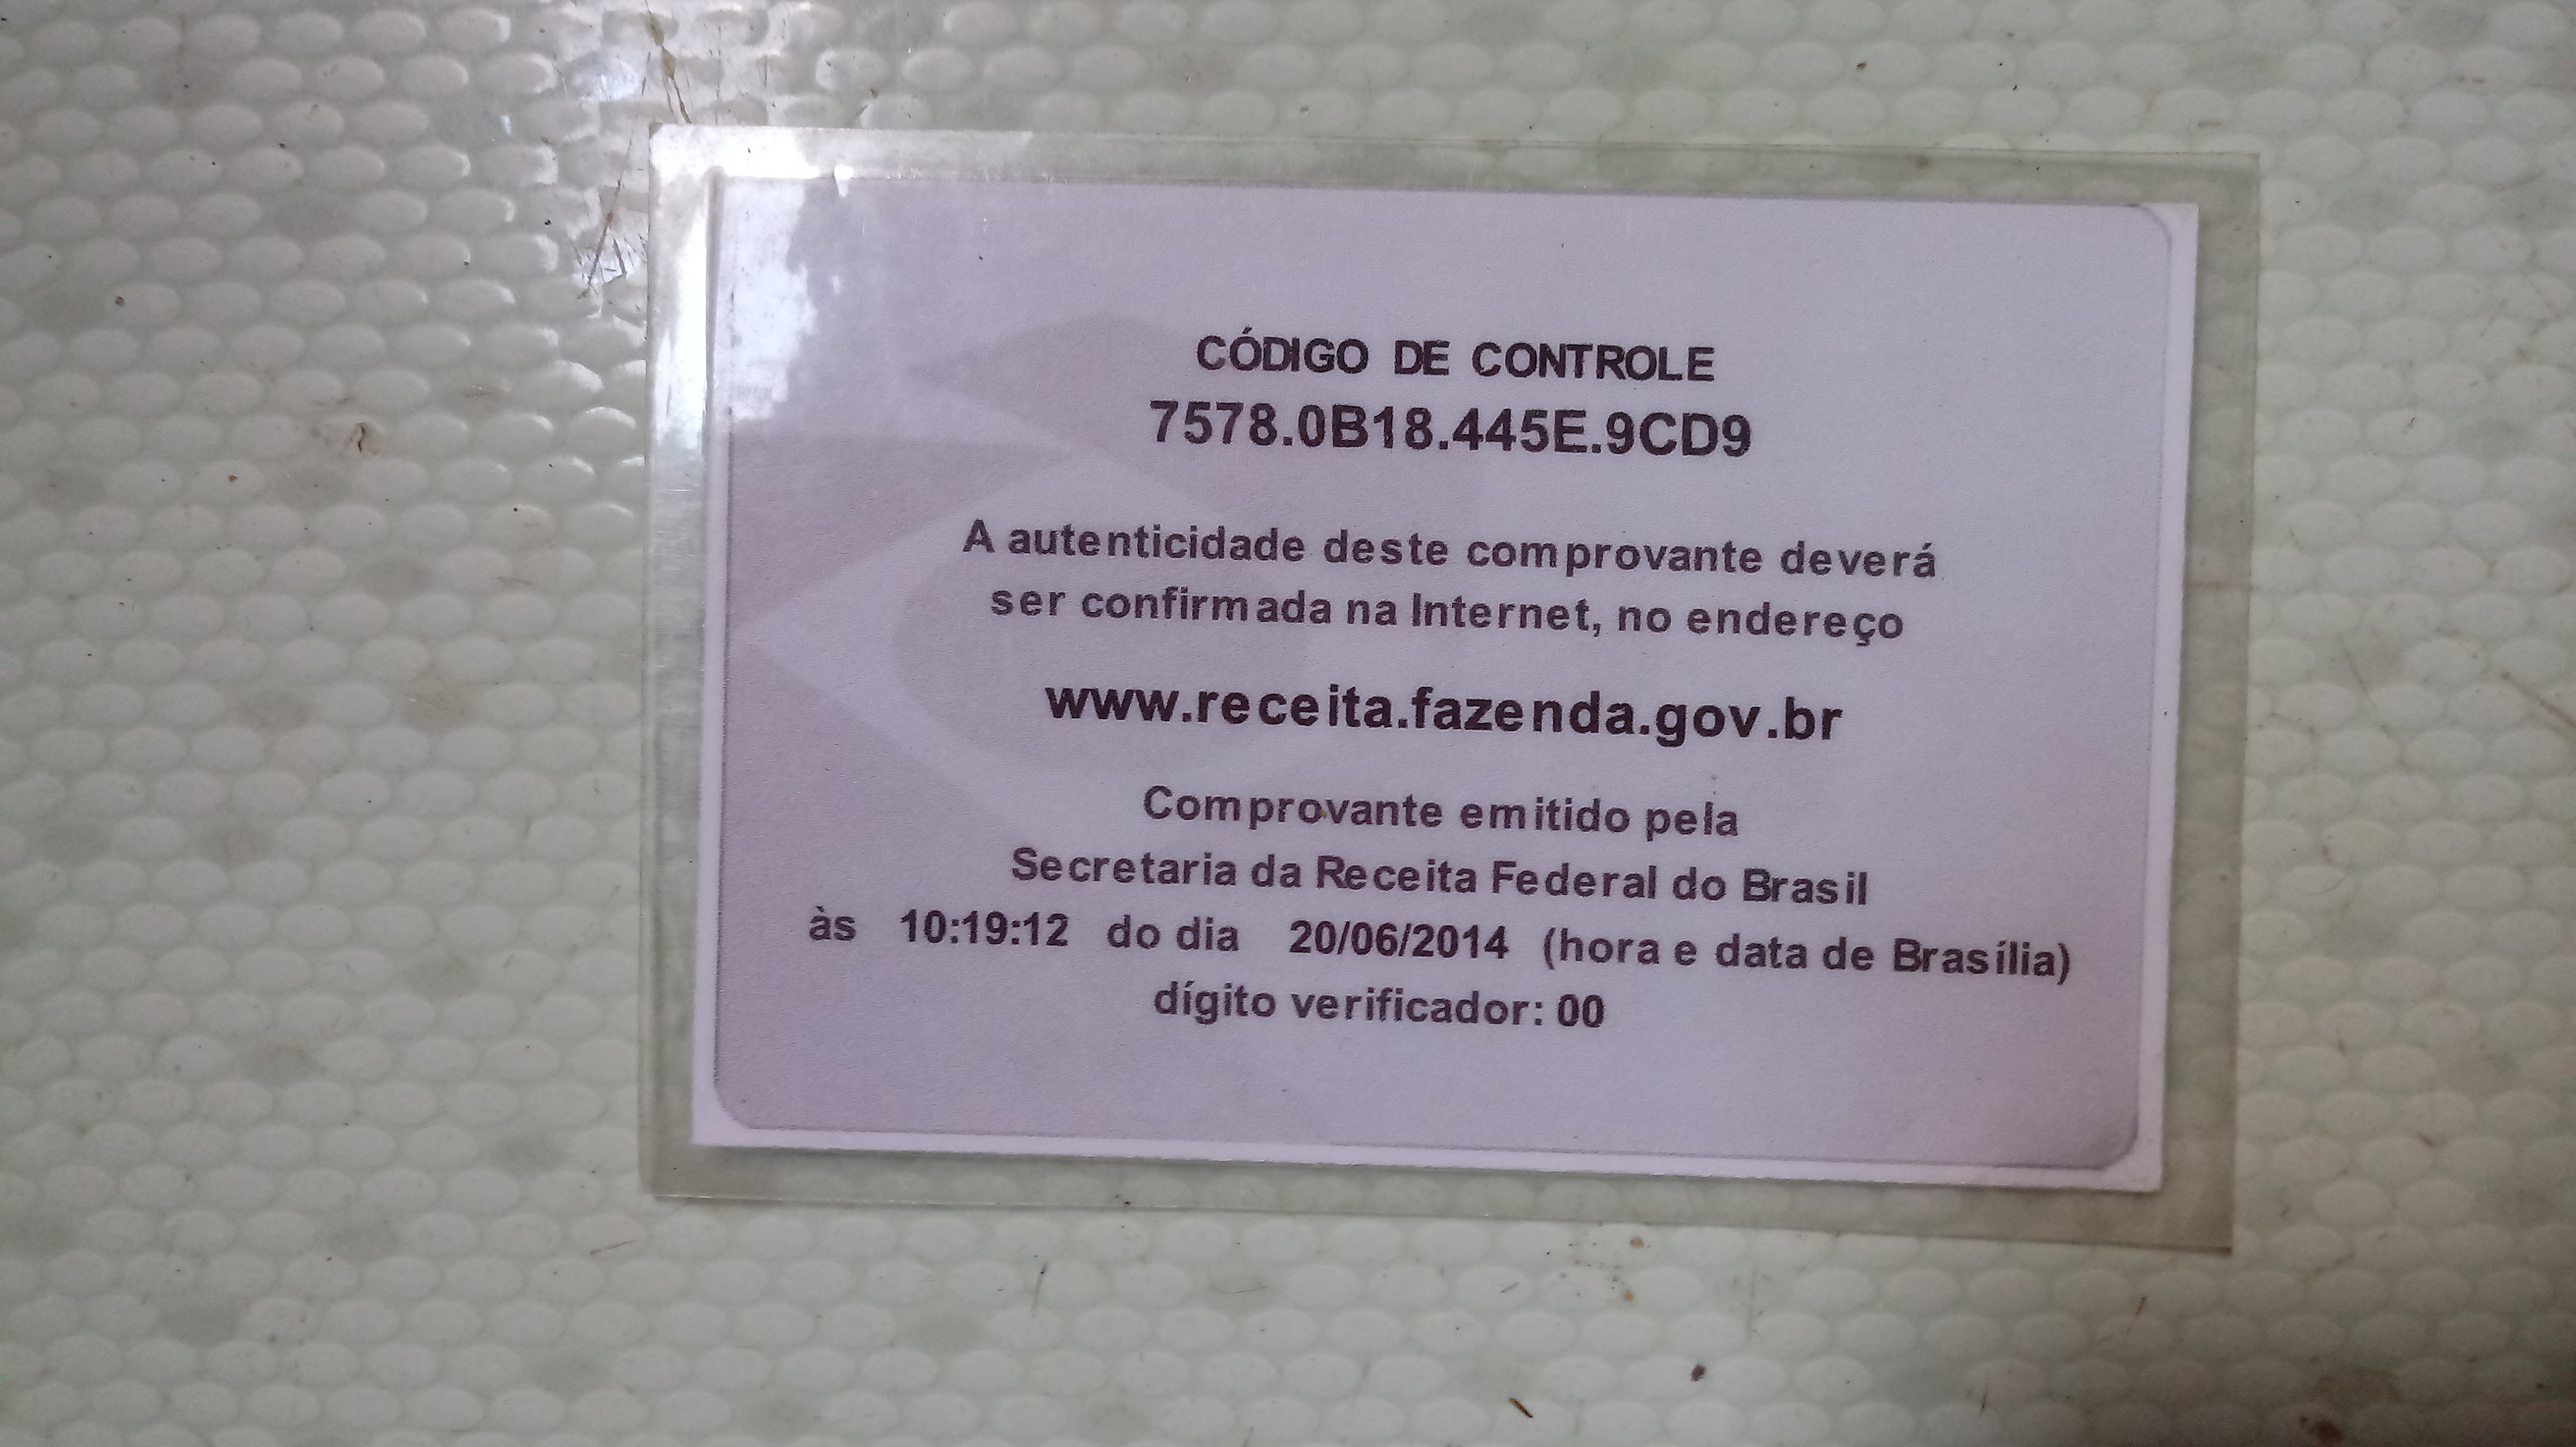 CÓDIGO DE CONTROLE
7578.0B18.445E.9CD9
A autenticidade deste comprovante deverá
ser confirmada na Internet, no endereço
www.receita.fazenda.gov.br
Comprovante emitido pela
Secretaria da Receita Federal do Brasil
às 10:19:12 do dia 20/06/2014 (hora e data de Brasília)
dígito verificador: 00